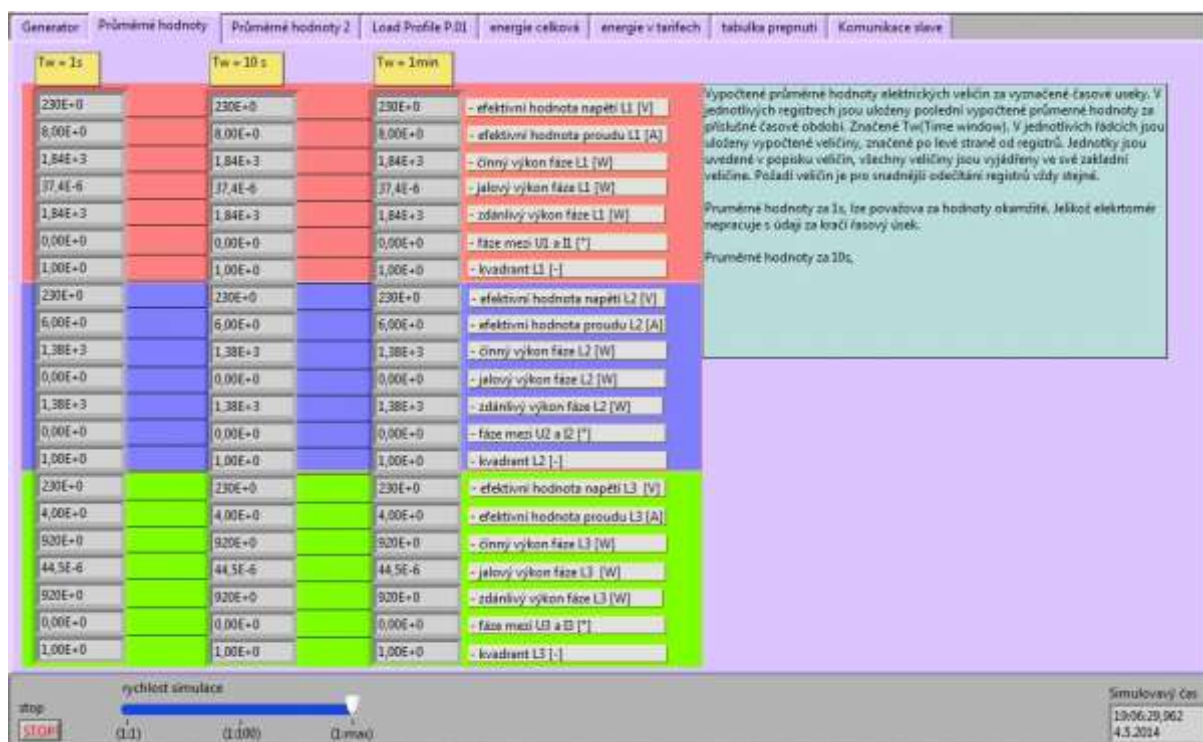 Generator Průměrné hodnoty Průměrné hodnoty 2 Load Profile P.01 energie celková energie v tarifech tabulka prepnuti Komunikace slave
Tw = 1s Tw = 10 s Tw = 1min
230E+0 230E+0 230E+0 - efektivní hodnota napětí L1 [V]
8,00E+0 8,00E+0 8,00E+0 - efektivní hodnota proudu L1 [A]
1,84E+3 1,84E+3 1,84E+3 - činný výkon fáze L1 [W]
37,4E-6 37,4E-6 37,4E-6 - jalový výkon fáze L1 [W]
1,84E+3 1,84E+3 1,84E+3 - zdánlivý výkon fáze L1 [W]
0,00E+0 0,00E+0 0,00E+0 - fáze mezi U1 a I1 [°]
1,00E+0 1,00E+0 1,00E+0 - kvadrant L1 [-]
230E+0 230E+0 230E+0 - efektivní hodnota napětí L2 [V]
6,00E+0 6,00E+0 6,00E+0 - efektivní hodnota proudu L2 [A]
1,38E+3 1,38E+3 1,38E+3 - činný výkon fáze L2 [W]
0,00E+0 0,00E+0 0,00E+0 - jalový výkon fáze L2 [W]
1,38E+3 1,38E+3 1,38E+3 - zdánlivý výkon fáze L2 [W]
0,00E+0 0,00E+0 0,00E+0 - fáze mezi U2 a I2 [°]
1,00E+0 1,00E+0 1,00E+0 - kvadrant L2 [-]
230E+0 230E+0 230E+0 - efektivní hodnota napětí L3 [V]
4,00E+0 4,00E+0 4,00E+0 - efektivní hodnota proudu L3 [A]
920E+0 920E+0 920E+0 - činný výkon fáze L3 [W]
44,5E-6 44,5E-6 44,5E-6 - jalový výkon fáze L3 [W]
920E+0 920E+0 920E+0 - zdánlivý výkon fáze L3 [W]
0,00E+0 0,00E+0 0,00E+0 - fáze mezi U3 a I3 [°]
1,00E+0 1,00E+0 1,00E+0 - kvadrant L3 [-]
Vypočtené průměrné hodnoty elektrických veličin za vyznačené časové useky. V
jednotlivých registrech jsou uloženy poslední vypočtené průmerné hodnoty za
příslušné časové období. Značené Tw(Time window). V jednotlivích řádcích jsou
uloženy vypočtené veličiny, značené po levé straně od registrů. Jednotky jsou
uvedené v popisku veličin, všechny veličiny jsou vyjádřeny ve své zakladní
veličine. Pořadí veličin je pro snadnější odečítání registrů vždy stejné.
Prumérné hodnoty za 1s, lze považova za hodnoty okamžité. Jelikož elekrtomér
nepracuje s údaji za kračí řasový úsek.
Prumérné hodnoty za 10s,
stop
STOP
rychlost simulace
(1:1) (1:100) (1:max)
Simulovavý čas
19:06:29,962
4.5.2014